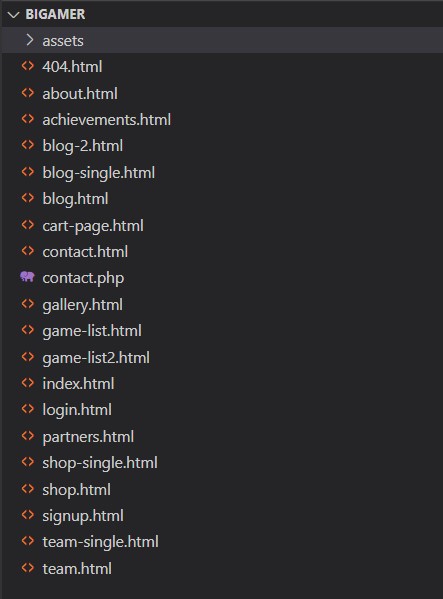 BIGAMER
assets
404.html
about.html
achievements.html
blog-2.html
blog-single.html
blog.html
cart-page.html
contact.html
contact.php
gallery.html
game-list.html
game-list2.html
index.html
login.html
partners.html
shop-single.html
shop.html
signup.html
team-single.html
team.html